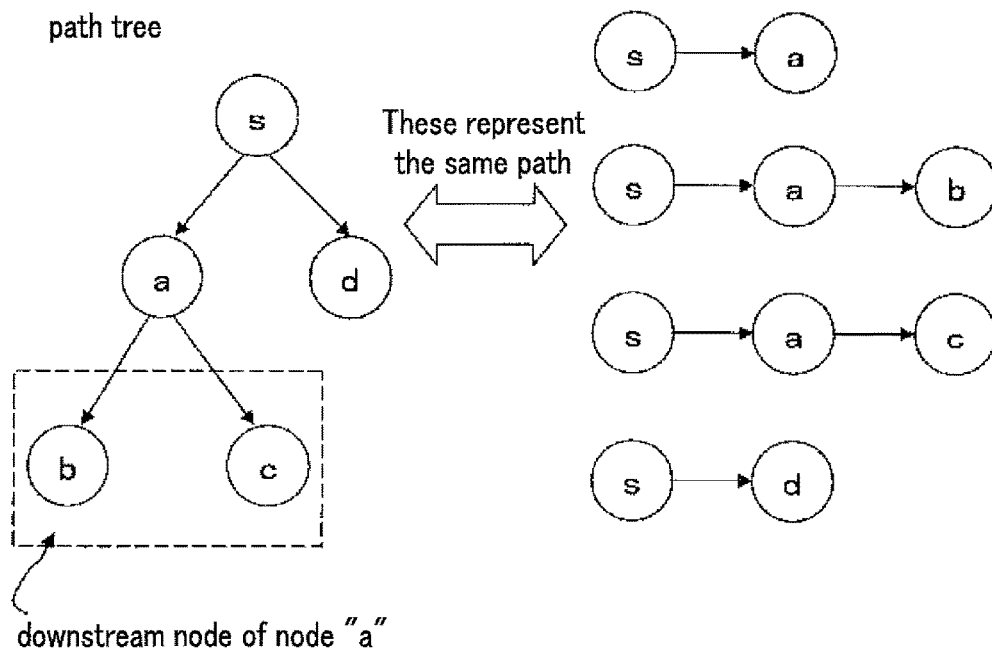 path tree
s
a
d
b
c
downstream node of node "a"
These represent
the same path
s a
s a b
s a c
s d